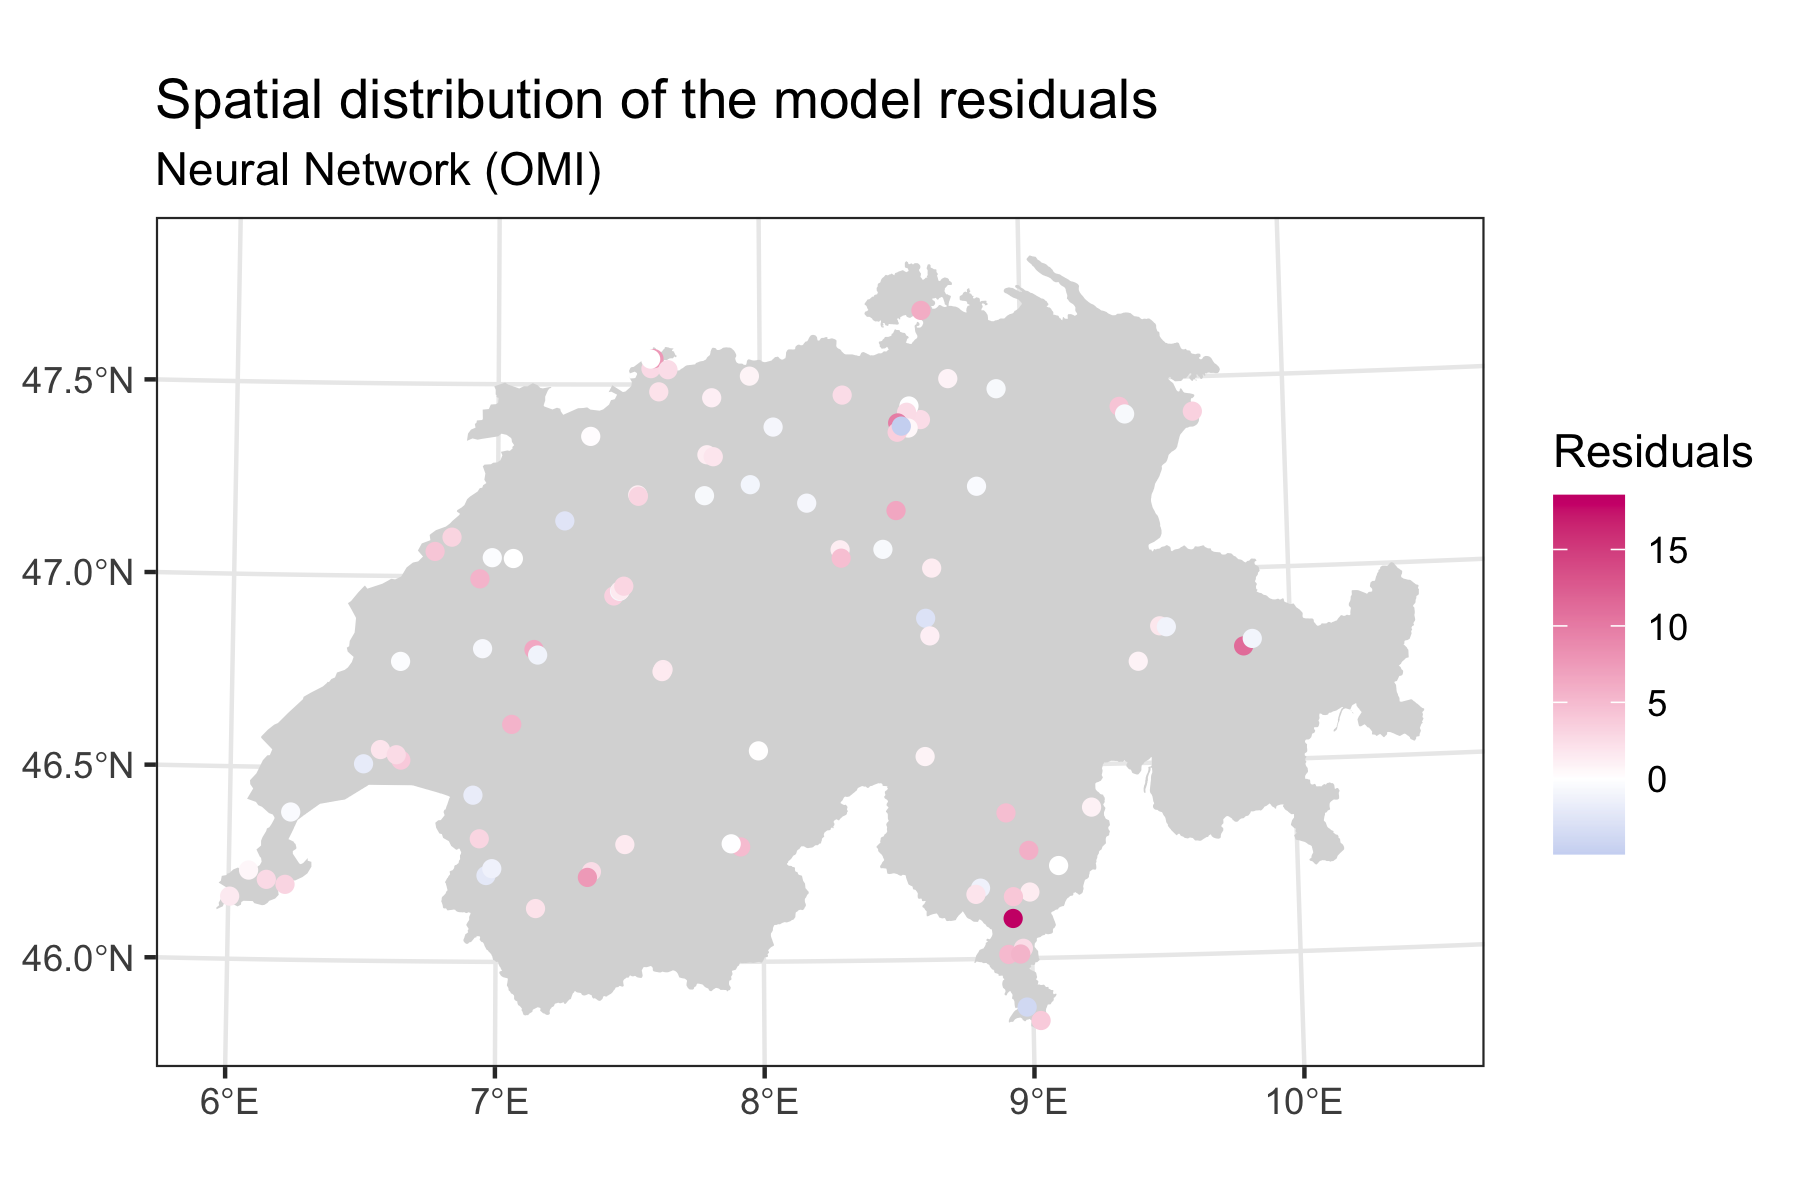 Spatial distribution of the model residuals
Neural Network (OMI)
47.5°N
47.0°N
46.5°N
46.0°N
6°E
7°E
8°E
9°E
10°E
Residuals
15
10
5
0